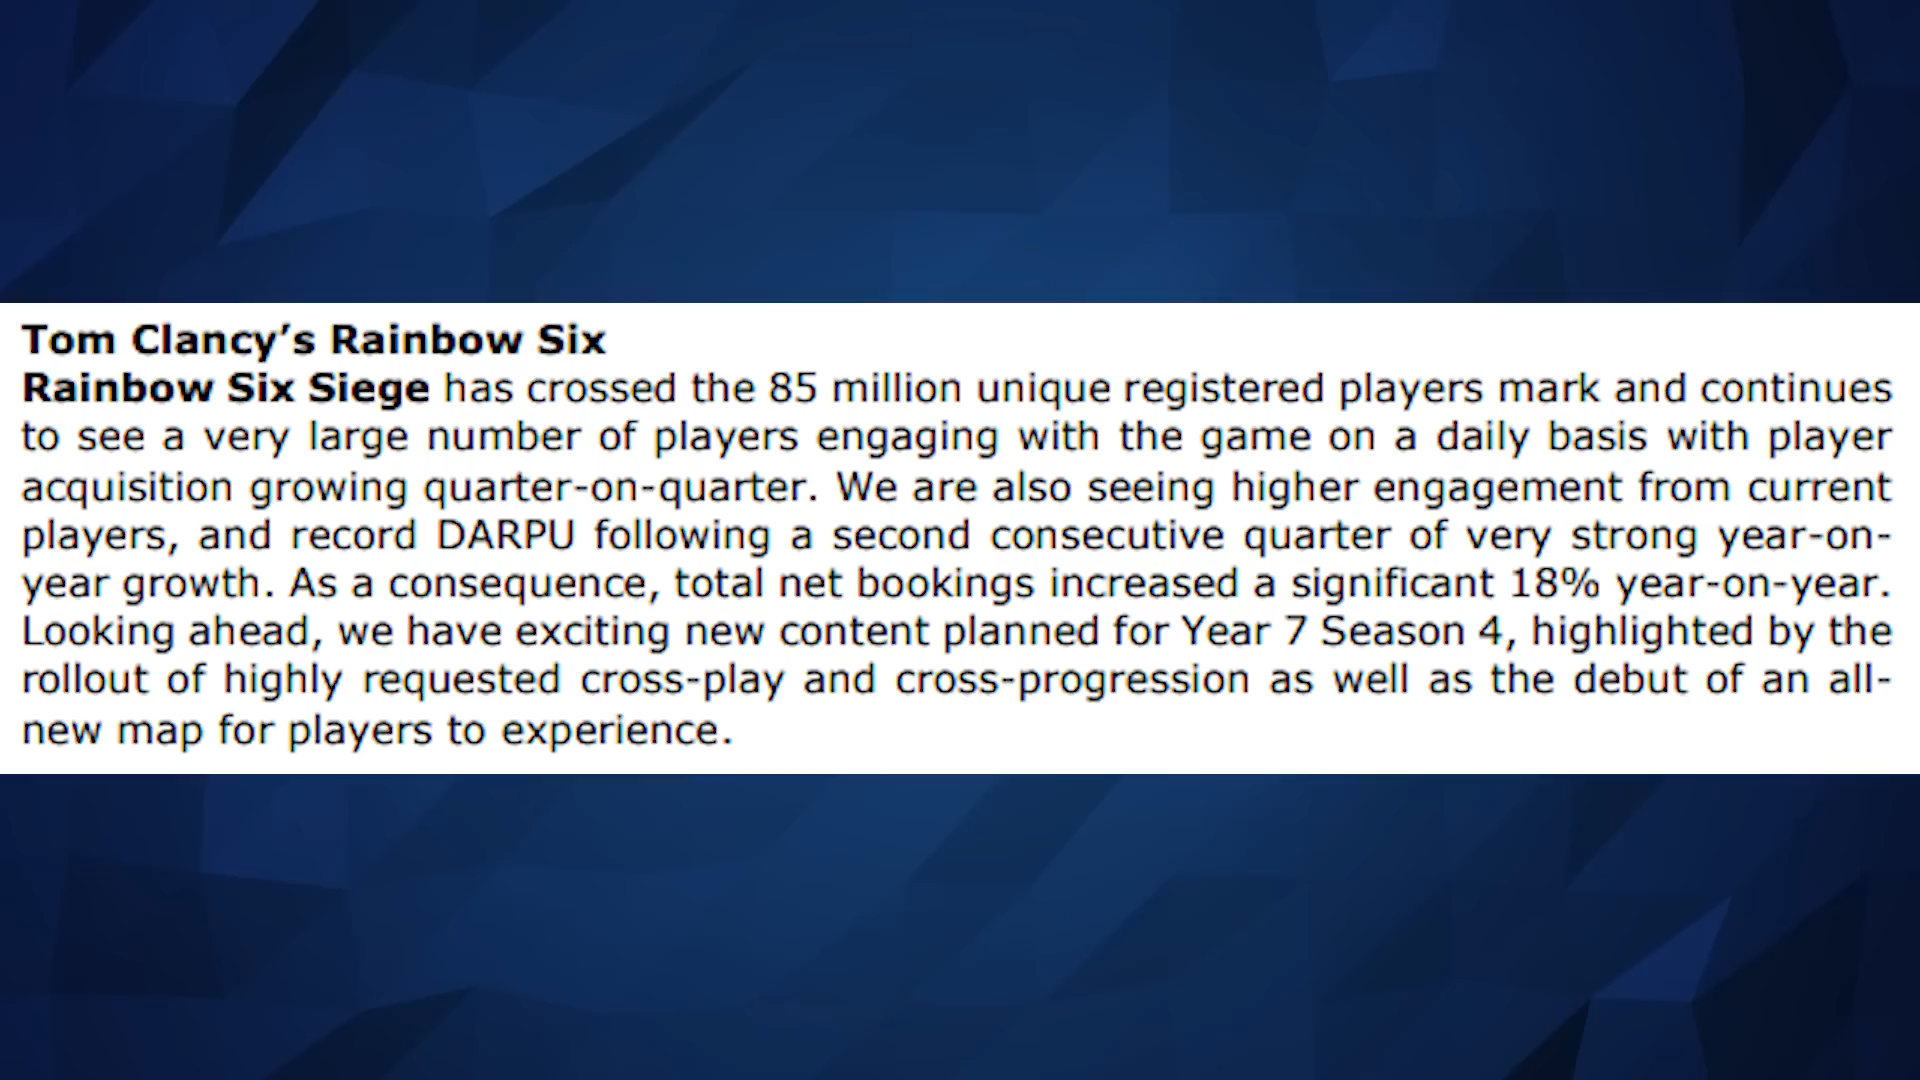 Tom Clancy’s Rainbow Six
Rainbow Six Siege has crossed the 85 million unique registered players mark and continues
to see a very large number of players engaging with the game on a daily basis with player
acquisition growing quarter-on-quarter. We are also seeing higher engagement from current
players, and record DARPU following a second consecutive quarter of very strong year-on-
year growth. As a consequence, total net bookings increased a significant 18% year-on-year.
Looking ahead, we have exciting new content planned for Year 7 Season 4, highlighted by the
rollout of highly requested cross-play and cross-progression as well as the debut of an all-
new map for players to experience.